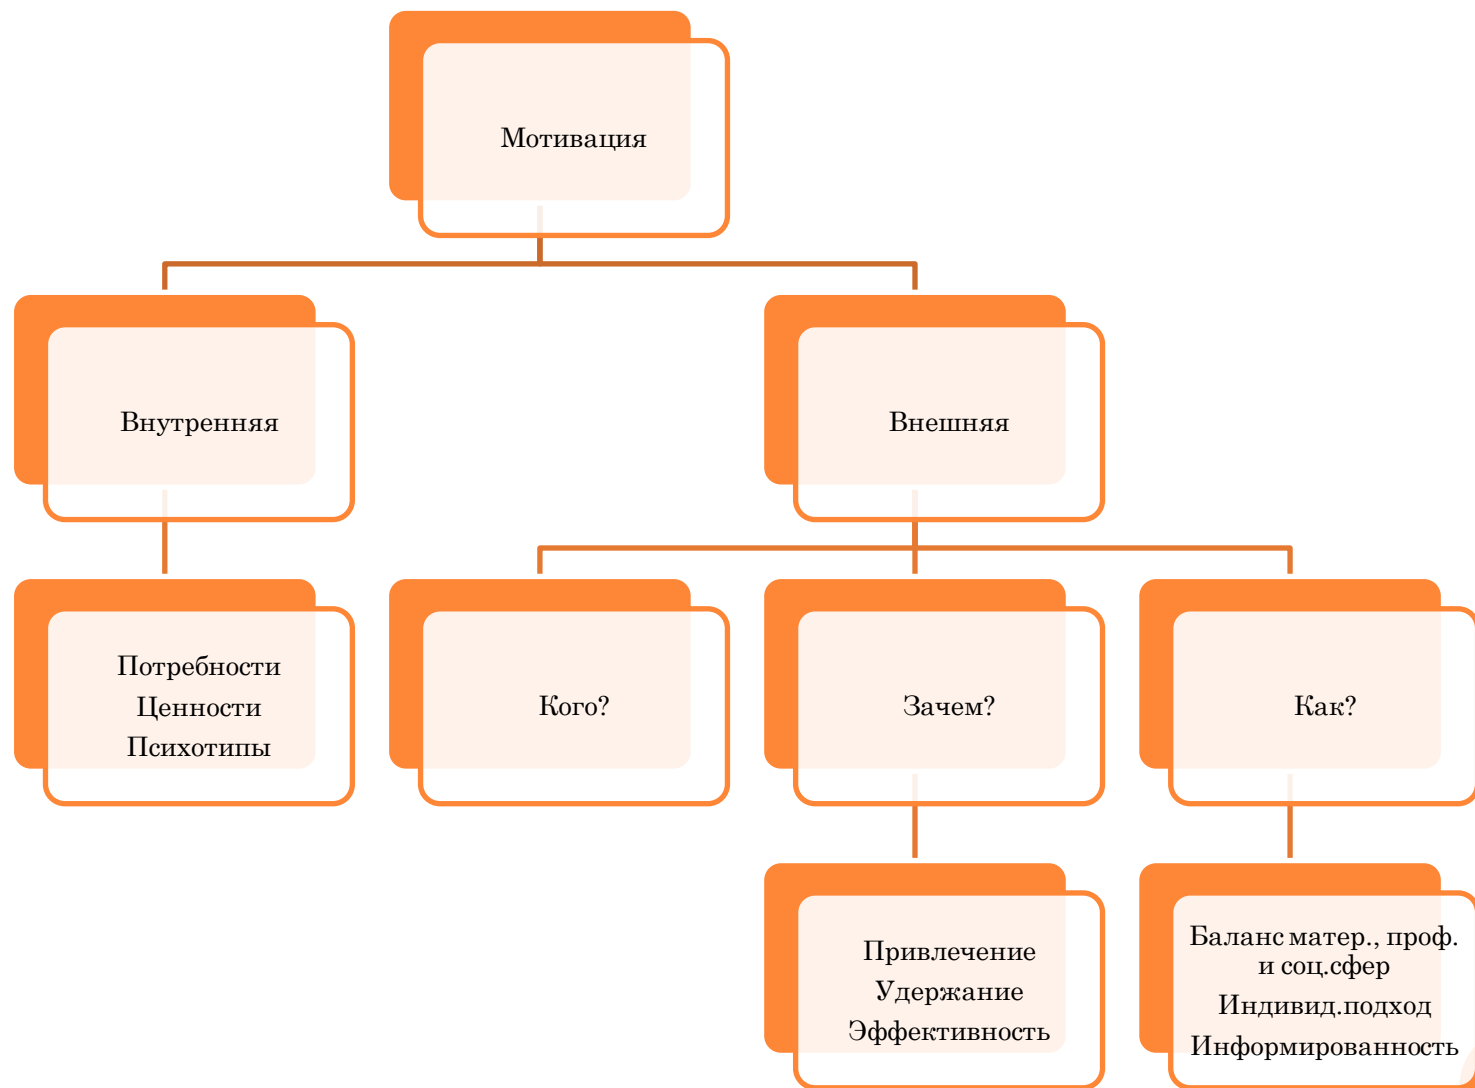 Мотивация
Внутренняя
Внешняя
Потребности
Ценности
Психотипы
Кого?
Зачем?
Как?
Привлечение
Удержание
Эффективность
Баланс матер., проф.
и соц.сфер
Индивид.подход
Информированность